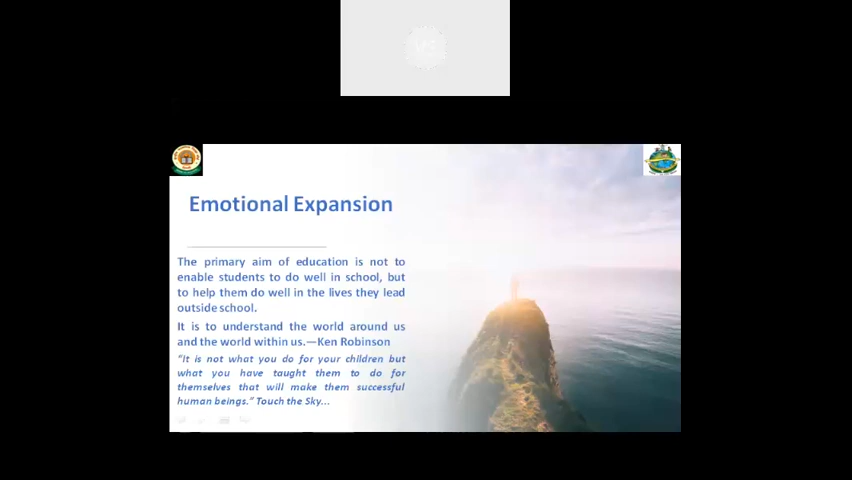 Emotional Expansion
The primary aim of education is not to
enable students to do well in school, but
to help them do well in the lives they lead
outside school.
It is to understand the world around us
and the world within us.—Ken Robinson
"It is not what you do for your children but
what you have taught them to do for
themselves that will make them successful
human beings." Touch the Sky...